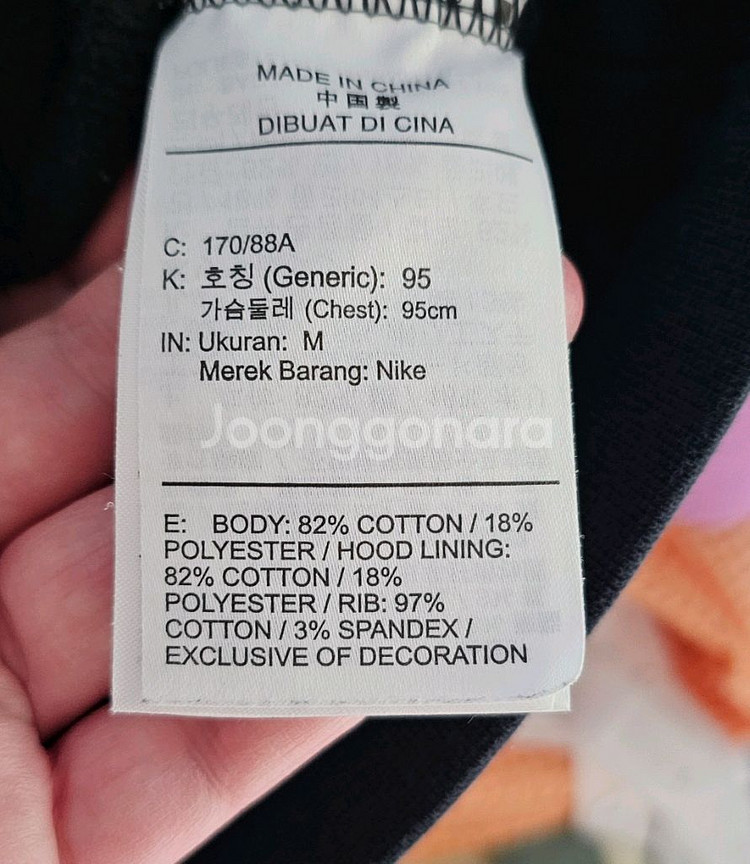 MADE IN CHINA
中国製
DIBUAT DI CINA
C: 170/88A
K: 호칭 (Generic): 95
가슴둘레 (Chest): 95cm
IN: Ukuran: M
Merek Barang: Nike
Joonggonara
E: BODY: 82% COTTON / 18%
POLYESTER / HOOD LINING:
82% COTTON / 18%
POLYESTER / RIB: 97%
COTTON / 3% SPANDEX /
EXCLUSIVE OF DECORATION